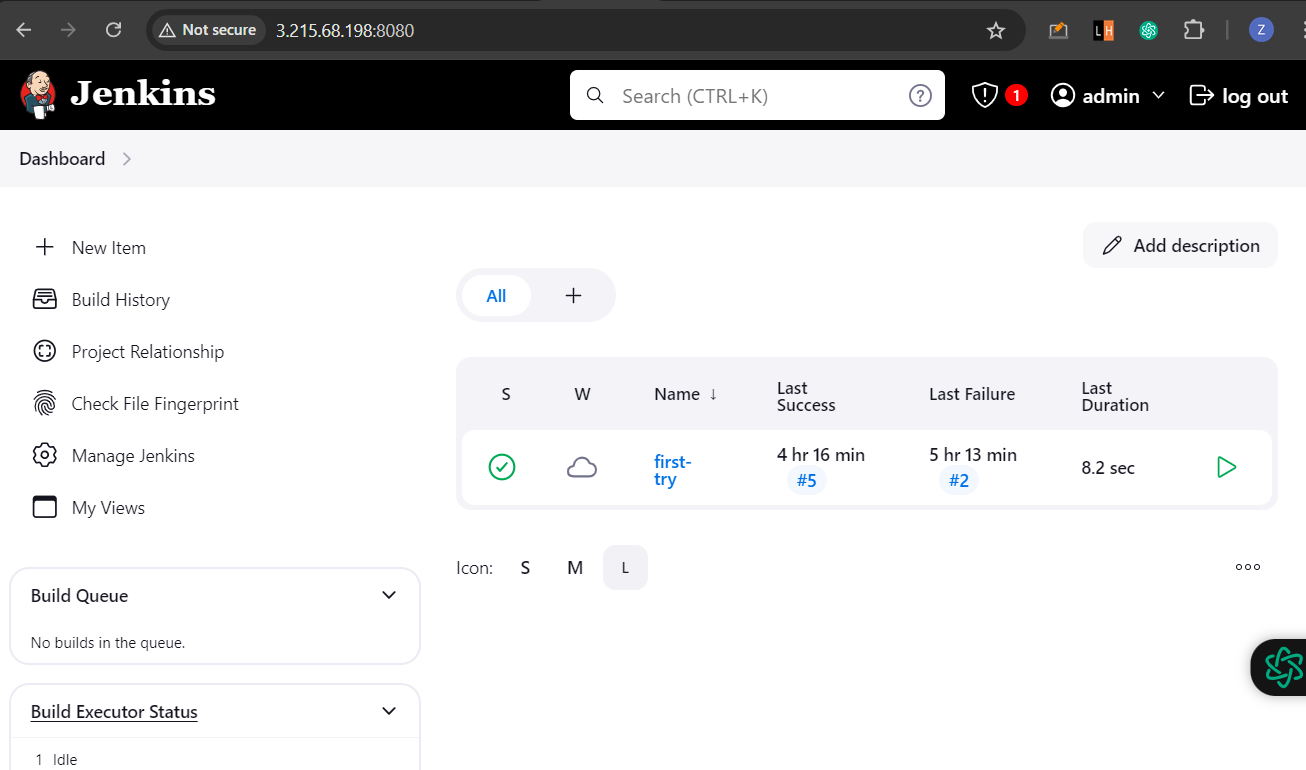 Not secure 3.215.68.198:8080
LH
Z
Jenkins
Search (CTRL+K)
?
! 1
admin
log out
Dashboard
New Item
Build History
Project Relationship
Check File Fingerprint
Manage Jenkins
My Views
Build Queue
No builds in the queue.
Build Executor Status
1 Idle
Add description
All +
S W Name ↓ Last Success Last Failure Last Duration
first-try 4 hr 16 min #5 5 hr 13 min #2 8.2 sec
Icon: S M L